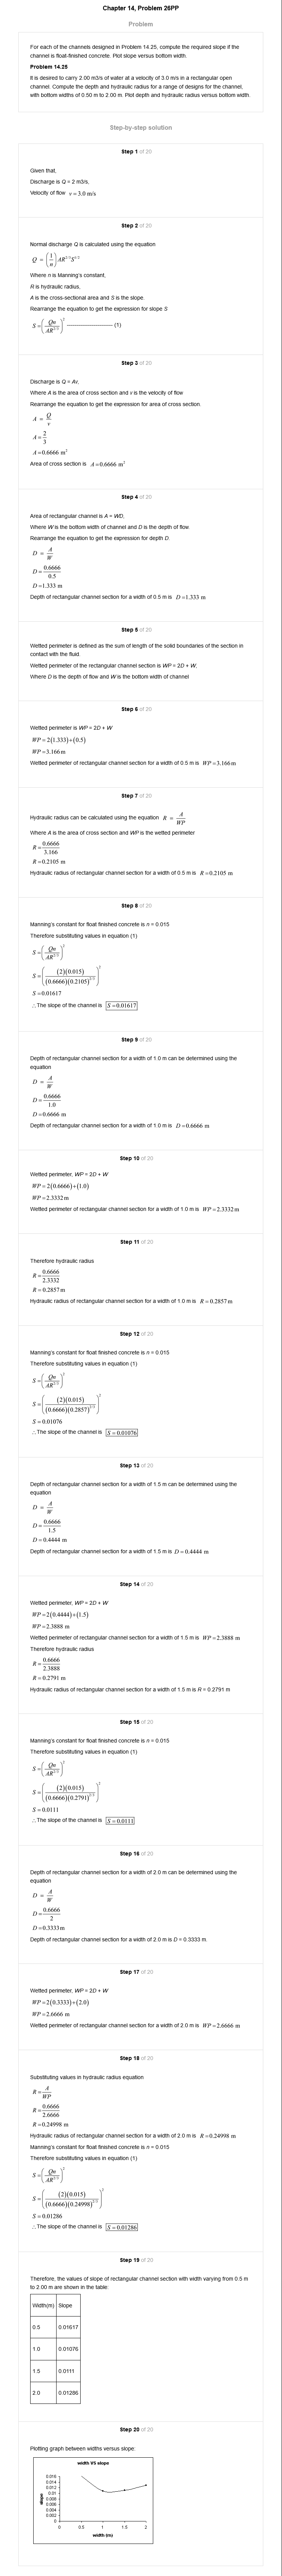 Chapter 14, Problem 26PP
Problem
For each of the channels designed in Problem 14.25, compute the required slope if the
channel is float-finished concrete. Plot slope versus bottom width.
Problem 14.25
It is desired to carry 2.00 m3/s of water at a velocity of 3.0 m/s in a rectangular open
channel. Compute the depth and hydraulic radius for a range of designs for the channel,
with bottom widths of 0.50 m to 2.00 m. Plot depth and hydraulic radius versus bottom width.
Step-by-step solution
Step 1 of 20
Given that,
Discharge is Q = 2 m3/s,
Velocity of flow v = 3.0 m/s
Step 2 of 20
Normal discharge Q is calculated using the equation
Q = (1/n) AR^2/3 S^1/2
Where n is Manning's constant,
R is hydraulic radius,
A is the cross-sectional area and S is the slope.
Rearrange the equation to get the expression for slope S
S = (Qn/AR^2/3)^2 ———————— (1)
Step 3 of 20
Discharge is Q = Av,
Where A is the area of cross section and v is the velocity of flow
Rearrange the equation to get the expression for area of cross section.
A = Q/v
A = 2/3
A = 0.6666 m²
Area of cross section is A = 0.6666 m²
Step 4 of 20
Area of rectangular channel is A = WD,
Where W is the bottom width of channel and D is the depth of flow.
Rearrange the equation to get the expression for depth D.
D = A/W
D = 0.6666/0.5
D = 1.333 m
Depth of rectangular channel section for a width of 0.5 m is D = 1.333 m
Step 5 of 20
Wetted perimeter is defined as the sum of length of the solid boundaries of the section in
contact with the fluid.
Wetted perimeter of the rectangular channel section is WP = 2D + W,
Where D is the depth of flow and W is the bottom width of channel
Step 6 of 20
Wetted perimeter is WP = 2D + W
WP = 2(1.333)+(0.5)
WP = 3.166 m
Wetted perimeter of rectangular channel section for a width of 0.5 m is WP = 3.166 m
Step 7 of 20
Hydraulic radius can be calculated using the equation R = A/WP
Where A is the area of cross section and WP is the wetted perimeter
R = 0.6666/3.166
R = 0.2105 m
Hydraulic radius of rectangular channel section for a width of 0.5 m is R = 0.2105 m
Step 8 of 20
Manning's constant for float finished concrete is n = 0.015.
Therefore substituting values in equation (1)
S = (Qn/AR^2/3)^2
S = ((2)(0.015)/(0.6666)(0.2105)^2/3)^2
S = 0.01617
∴ The slope of the channel is S = 0.01617
Step 9 of 20
Depth of rectangular channel section for a width of 1.0 m can be determined using the
equation
D = A/W
D = 0.6666/1.0
D = 0.6666 m
Depth of rectangular channel section for a width of 1.0 m is D = 0.6666 m
Step 10 of 20
Wetted perimeter, WP = 2D + W
WP = 2(0.6666)+(1.0)
WP = 2.3332 m
Wetted perimeter of rectangular channel section for a width of 1.0 m is WP = 2.3332 m
Step 11 of 20
Therefore hydraulic radius
R = 0.6666/2.3332
R = 0.2857 m
Hydraulic radius of rectangular channel section for a width of 1.0 m is R = 0.2857 m
Step 12 of 20
Manning's constant for float finished concrete is n = 0.015
Therefore substituting values in equation (1)
S = (Qn/AR^2/3)^2
S = ((2)(0.015)/(0.6666)(0.2857)^2/3)^2
S = 0.01076
∴ The slope of the channel is S = 0.01076
Step 13 of 20
Depth of rectangular channel section for a width of 1.5 m can be determined using the
equation
D = A/W
D = 0.6666/1.5
D = 0.4444 m
Depth of rectangular channel section for a width of 1.5 m is D = 0.4444 m
Step 14 of 20
Wetted perimeter, WP = 2D + W
WP = 2(0.4444)+(1.5)
WP = 2.3888 m
Wetted perimeter of rectangular channel section for a width of 1.5 m is WP = 2.3888 m
Therefore hydraulic radius
R = 0.6666/2.3888
R = 0.2791 m
Hydraulic radius of rectangular channel section for a width of 1.5 m is R = 0.2791 m
Step 15 of 20
Manning's constant for float finished concrete is n = 0.015
Therefore substituting values in equation (1)
S = (Qn/AR^2/3)^2
S = ((2)(0.015)/(0.6666)(0.2791)^2/3)^2
S = 0.0111
∴ The slope of the channel is S = 0.0111
Step 16 of 20
Depth of rectangular channel section for a width of 2.0 m can be determined using the
equation
D = A/W
D = 0.6666/2
D = 0.3333 m
Depth of rectangular channel section for a width of 2.0 m is D = 0.3333 m.
Step 17 of 20
Wetted perimeter, WP = 2D + W
WP = 2(0.3333)+(2.0)
WP = 2.6666 m
Wetted perimeter of rectangular channel section for a width of 2.0 m is WP = 2.6666 m
Step 18 of 20
Substituting values in hydraulic radius equation
R = A/WP
R = 0.6666/2.6666
R = 0.24998 m
Hydraulic radius of rectangular channel section for a width of 2.0 m is R = 0.24998 m
Manning's constant for float finished concrete is n = 0.015
Therefore substituting values in equation (1)
S = (Qn/AR^2/3)^2
S = ((2)(0.015)/(0.6666)(0.24998)^2/3)^2
S = 0.01286
∴ The slope of the channel is S = 0.01286
Step 19 of 20
Therefore, the values of slope of rectangular channel section with width varying from 0.5 m
to 2.00 m are shown in the table:
Width(m) Slope
0.5 0.01617
1.0 0.01076
1.5 0.0111
2.0 0.01286
Step 20 of 20
Plotting graph between widths versus slope:
width VS slope
0.016
0.014
0.012
0.01
0.008
0.006
0.004
0.002
0
slope
0 0.5 1 1.5 2
width (m)